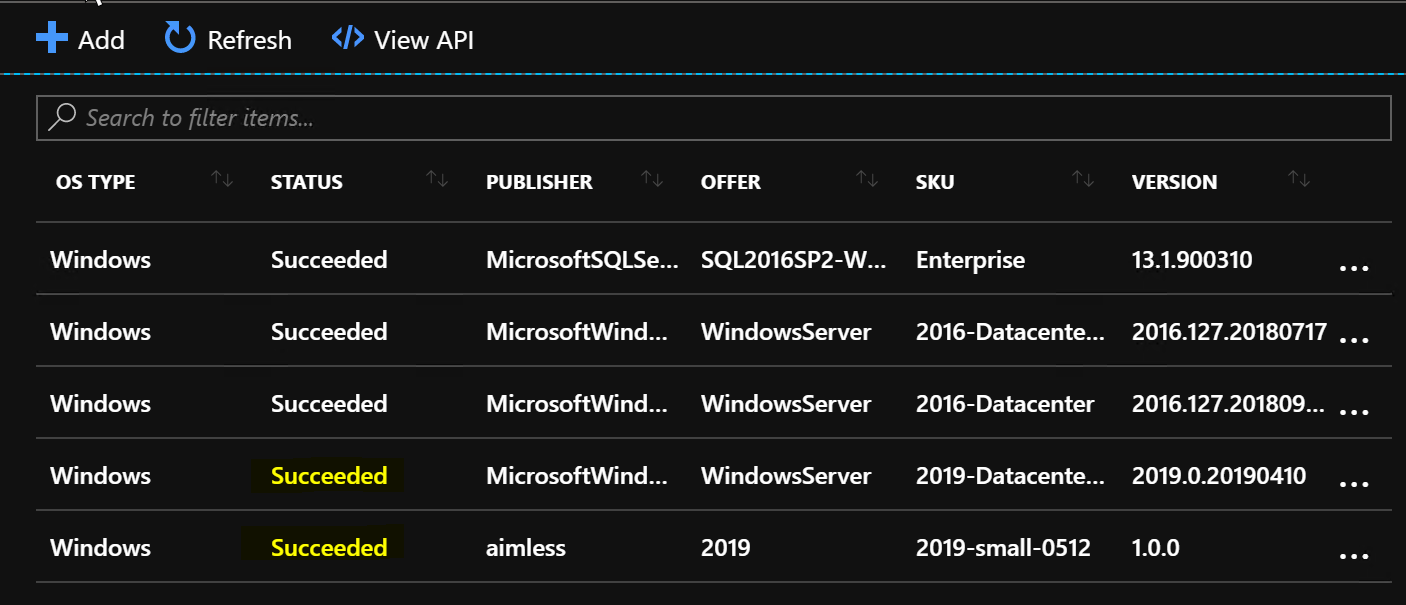 Add Refresh </> View API
Search to filter items...
OS TYPE STATUS PUBLISHER OFFER SKU VERSION
Windows Succeeded MicrosoftSQLSe... SQL2016SP2-W... Enterprise 13.1.900310 ...
Windows Succeeded MicrosoftWind... WindowsServer 2016-Datacente... 2016.127.20180717 ...
Windows Succeeded MicrosoftWind... WindowsServer 2016-Datacenter 2016.127.201809... ...
Windows Succeeded MicrosoftWind... WindowsServer 2019-Datacente... 2019.0.20190410 ...
Windows Succeeded aimless 2019 2019-small-0512 1.0.0 ...